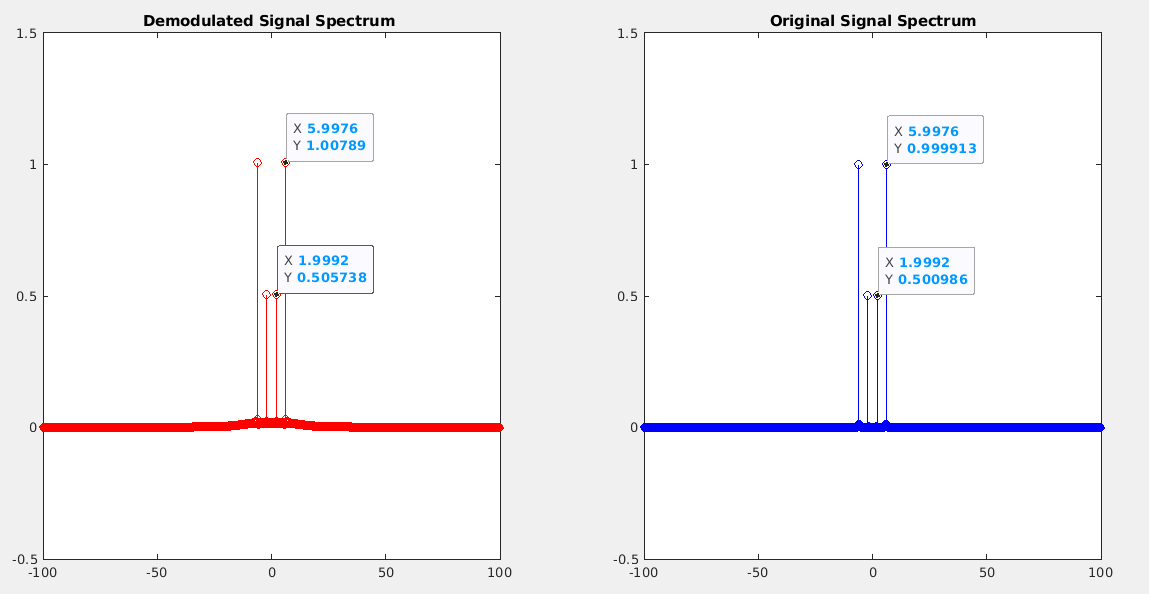 Demodulated Signal Spectrum
1.5
1
0.5
0
-0.5
-100
-50
0
50
100
X 5.9976
Y 1.00789
X 1.9992
Y 0.505738
Original Signal Spectrum
1.5
1
0.5
0
-0.5
-100
-50
0
50
100
X 5.9976
Y 0.999913
X 1.9992
Y 0.500986